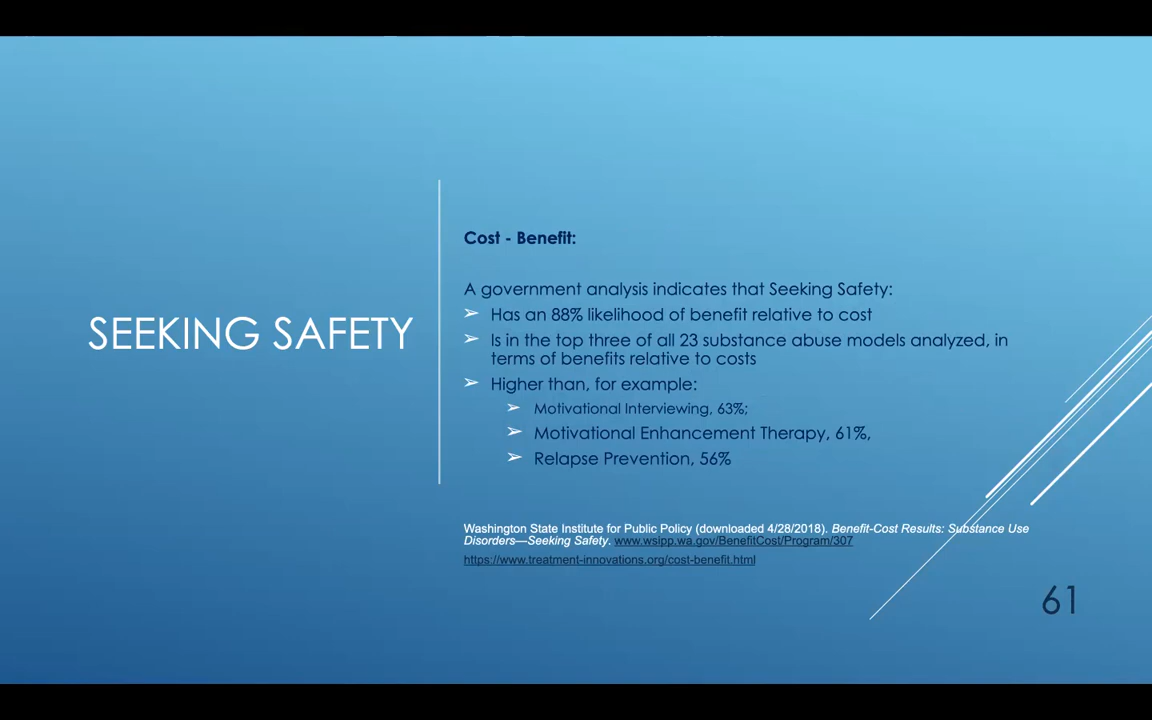 SEEKING SAFETY
Cost - Benefit:
A government analysis indicates that Seeking Safety:
➢ Has an 88% likelihood of benefit relative to cost
➢ Is in the top three of all 23 substance abuse models analyzed, in
terms of benefits relative to costs
➢ Higher than, for example:
➢ Motivational Interviewing, 63%;
➢ Motivational Enhancement Therapy, 61%,
➢ Relapse Prevention, 56%
Washington State Institute for Public Policy (downloaded 4/28/2018). Benefit-Cost Results: Substance Use
Disorders—Seeking Safety. www.wsipp.wa.gov/BenefitCost/Program/307
https://www.treatment-innovations.org/cost-benefit.html
61